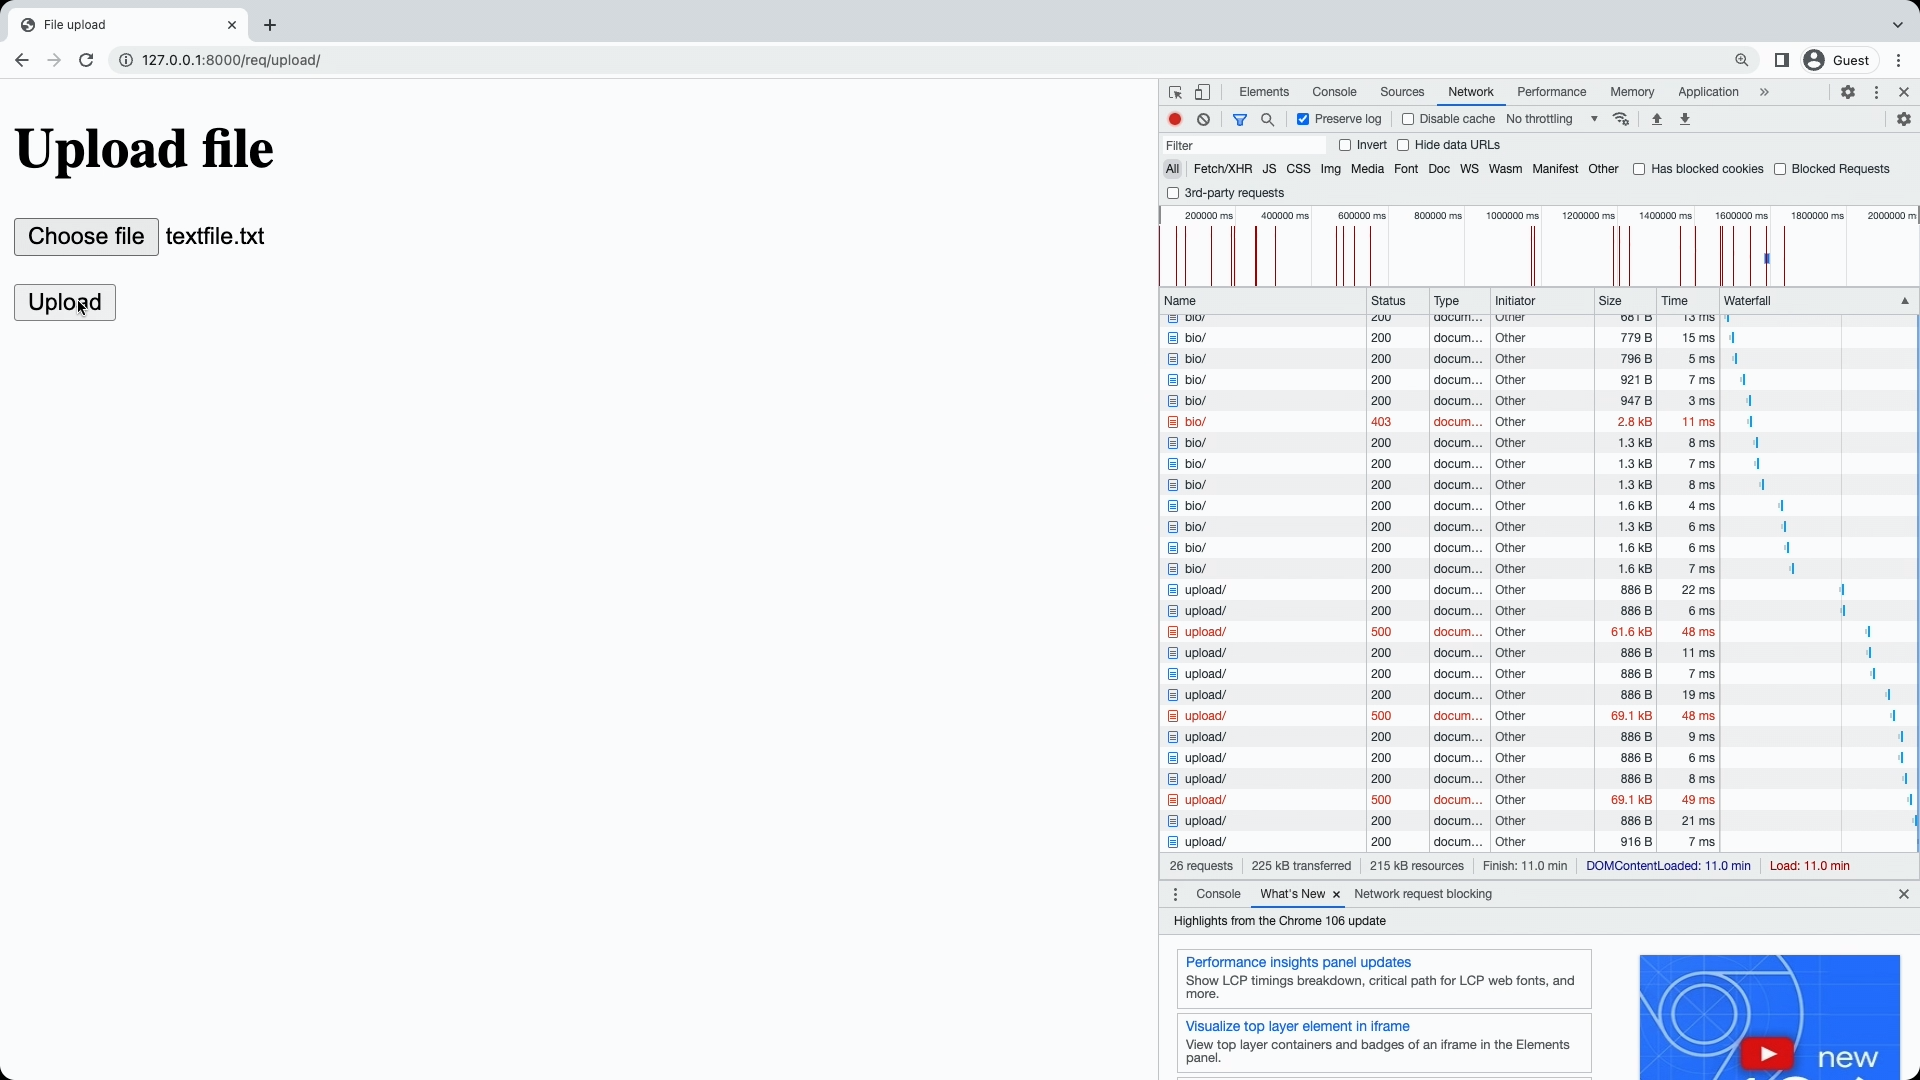 File upload
127.0.0.1:8000/req/upload/
Guest
Upload file
Choose file textfile.txt
Upload
Elements Console Sources Network Performance Memory Application
Preserve log Disable cache No throttling
Filter Invert Hide data URLs
All Fetch/XHR JS CSS Img Media Font Doc WS Wasm Manifest Other Has blocked cookies Blocked Requests
3rd-party requests
200000 ms 400000 ms 600000 ms 800000 ms 1000000 ms 1200000 ms 1400000 ms 1600000 ms 1800000 ms 2000000 m
Name Status Type Initiator Size Time Waterfall
bio/ 200 docum... Other 681 B 13 ms
bio/ 200 docum... Other 779 B 15 ms
bio/ 200 docum... Other 796 B 5 ms
bio/ 200 docum... Other 921 B 7 ms
bio/ 200 docum... Other 947 B 3 ms
bio/ 403 docum... Other 2.8 kB 11 ms
bio/ 200 docum... Other 1.3 kB 8 ms
bio/ 200 docum... Other 1.3 kB 7 ms
bio/ 200 docum... Other 1.3 kB 8 ms
bio/ 200 docum... Other 1.6 kB 4 ms
bio/ 200 docum... Other 1.3 kB 6 ms
bio/ 200 docum... Other 1.6 kB 6 ms
bio/ 200 docum... Other 1.6 kB 7 ms
upload/ 200 docum... Other 886 B 22 ms
upload/ 200 docum... Other 886 B 6 ms
upload/ 500 docum... Other 61.6 kB 48 ms
upload/ 200 docum... Other 886 B 11 ms
upload/ 200 docum... Other 886 B 7 ms
upload/ 200 docum... Other 886 B 19 ms
upload/ 500 docum... Other 69.1 kB 48 ms
upload/ 200 docum... Other 886 B 9 ms
upload/ 200 docum... Other 886 B 6 ms
upload/ 200 docum... Other 886 B 8 ms
upload/ 500 docum... Other 69.1 kB 49 ms
upload/ 200 docum... Other 886 B 21 ms
upload/ 200 docum... Other 916 B 7 ms
26 requests 225 kB transferred 215 kB resources Finish: 11.0 min DOMContentLoaded: 11.0 min Load: 11.0 min
Console What's New Network request blocking
Highlights from the Chrome 106 update
Performance insights panel updates
Show LCP timings breakdown, critical path for LCP web fonts, and
more.
Visualize top layer element in iframe
View top layer containers and badges of an iframe in the Elements
panel.
new